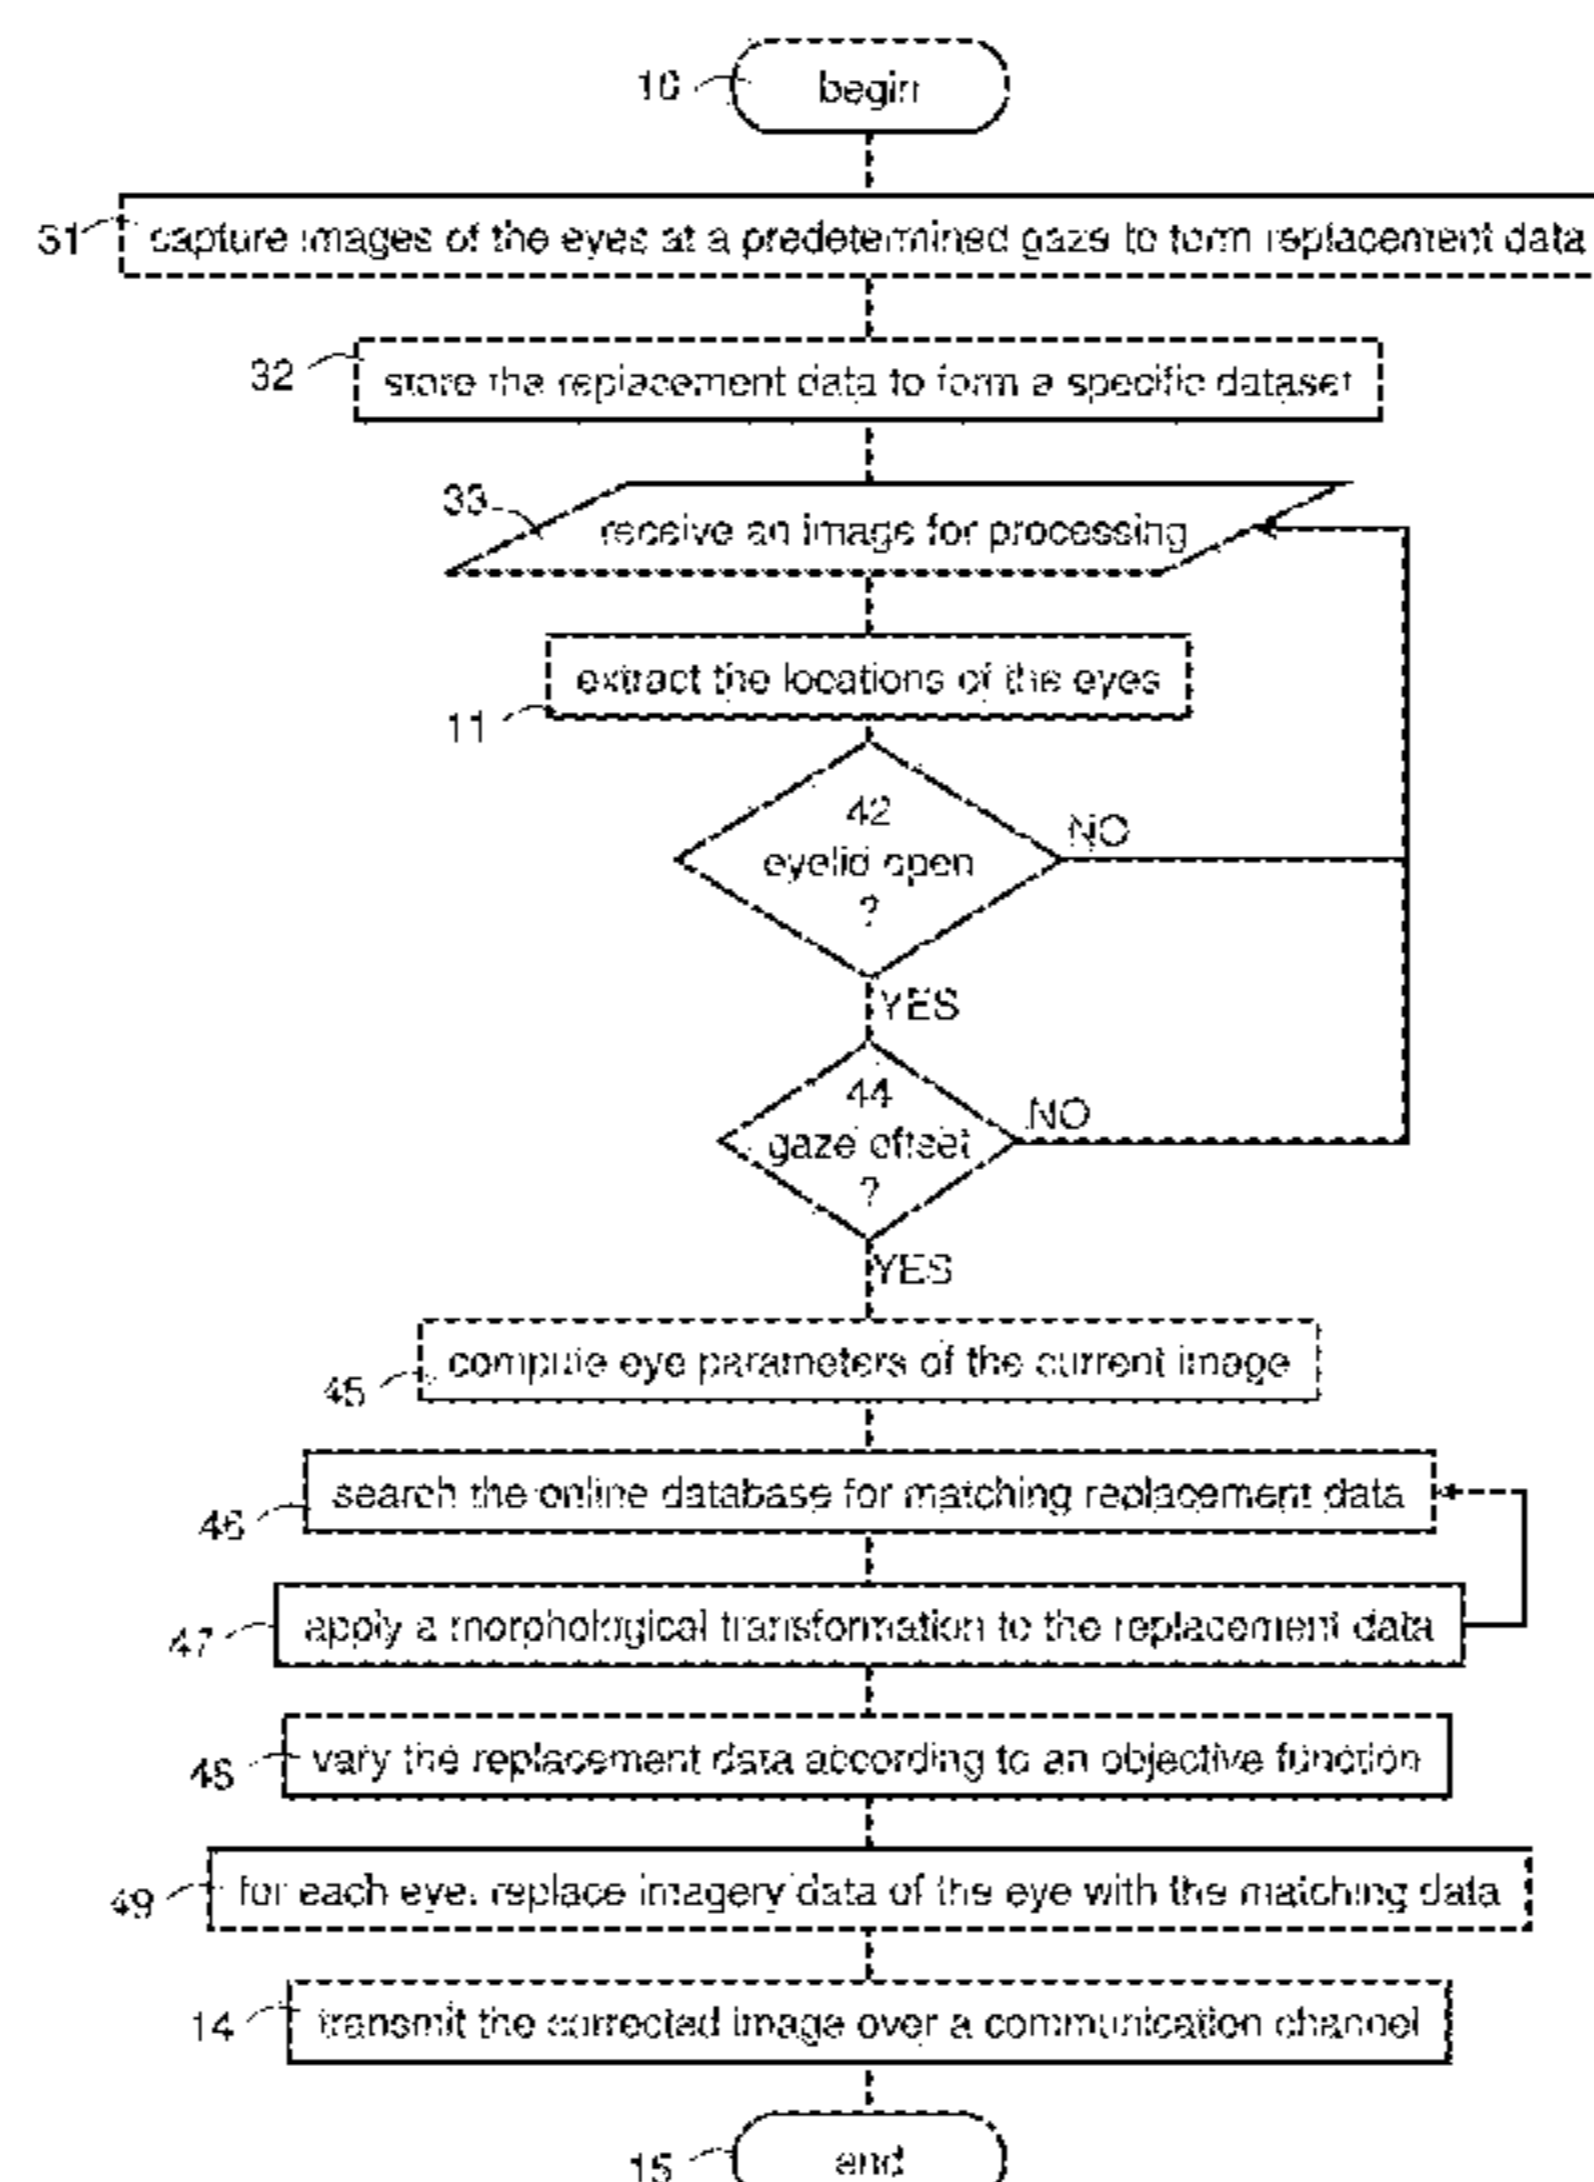 10
begin
31
capture images of the eyes at a predetermined gaze to form replacement data
32
store the replacement data to form a specific dataset
33
receive an image for processing
extract the locations of the eyes
11
42
eyelid open
?
NO
YES
44
gaze offset
?
NO
YES
compute eye parameters of the current image
45
search the online database for matching replacement data
46
apply a morphological transformation to the replacement data
47
vary the replacement data according to an objective function
48
for each eye, replace imagery data of the eye with the matching data
49
transmit the corrected image over a communication channel
14
end
15